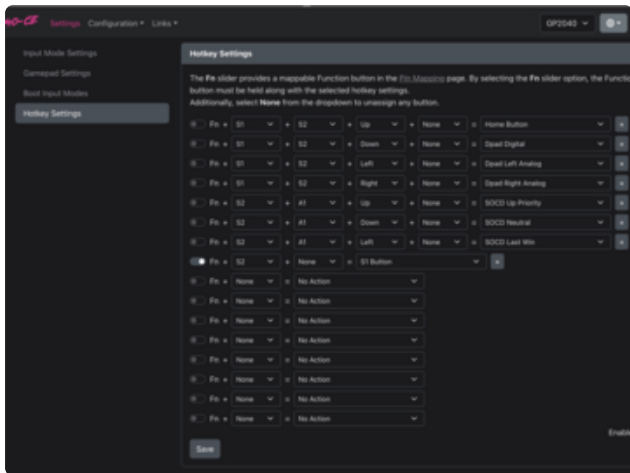 Settings Configuration Links GP2040
Input Mode Settings
Gamepad Settings
Boot Input Modes
Hotkey Settings
Hotkey Settings
The Fn slider provides a mappable Function button in the Pin Mapping page. By selecting the Fn slider option, the Functio
button must be held along with the selected hotkey settings.
Additionally, select None from the dropdown to unassign any button.
Fn + S1 + S2 + Up + None = Home Button
Fn + S1 + S2 + Down + None = Dpad Digital
Fn + S1 + S2 + Left + None = Dpad Left Analog
Fn + S1 + S2 + Right + None = Dpad Right Analog
Fn + S2 + A1 + Up + None = SOCD Up Priority
Fn + S2 + A1 + Down + None = SOCD Neutral
Fn + S2 + A1 + Left + None = SOCD Last Win
Fn + S2 + None = S1 Button
Fn + None = No Action
Fn + None = No Action
Fn + None = No Action
Fn + None = No Action
Fn + None = No Action
Fn + None = No Action
Fn + None = No Action
Fn + None = No Action
Enable
Save